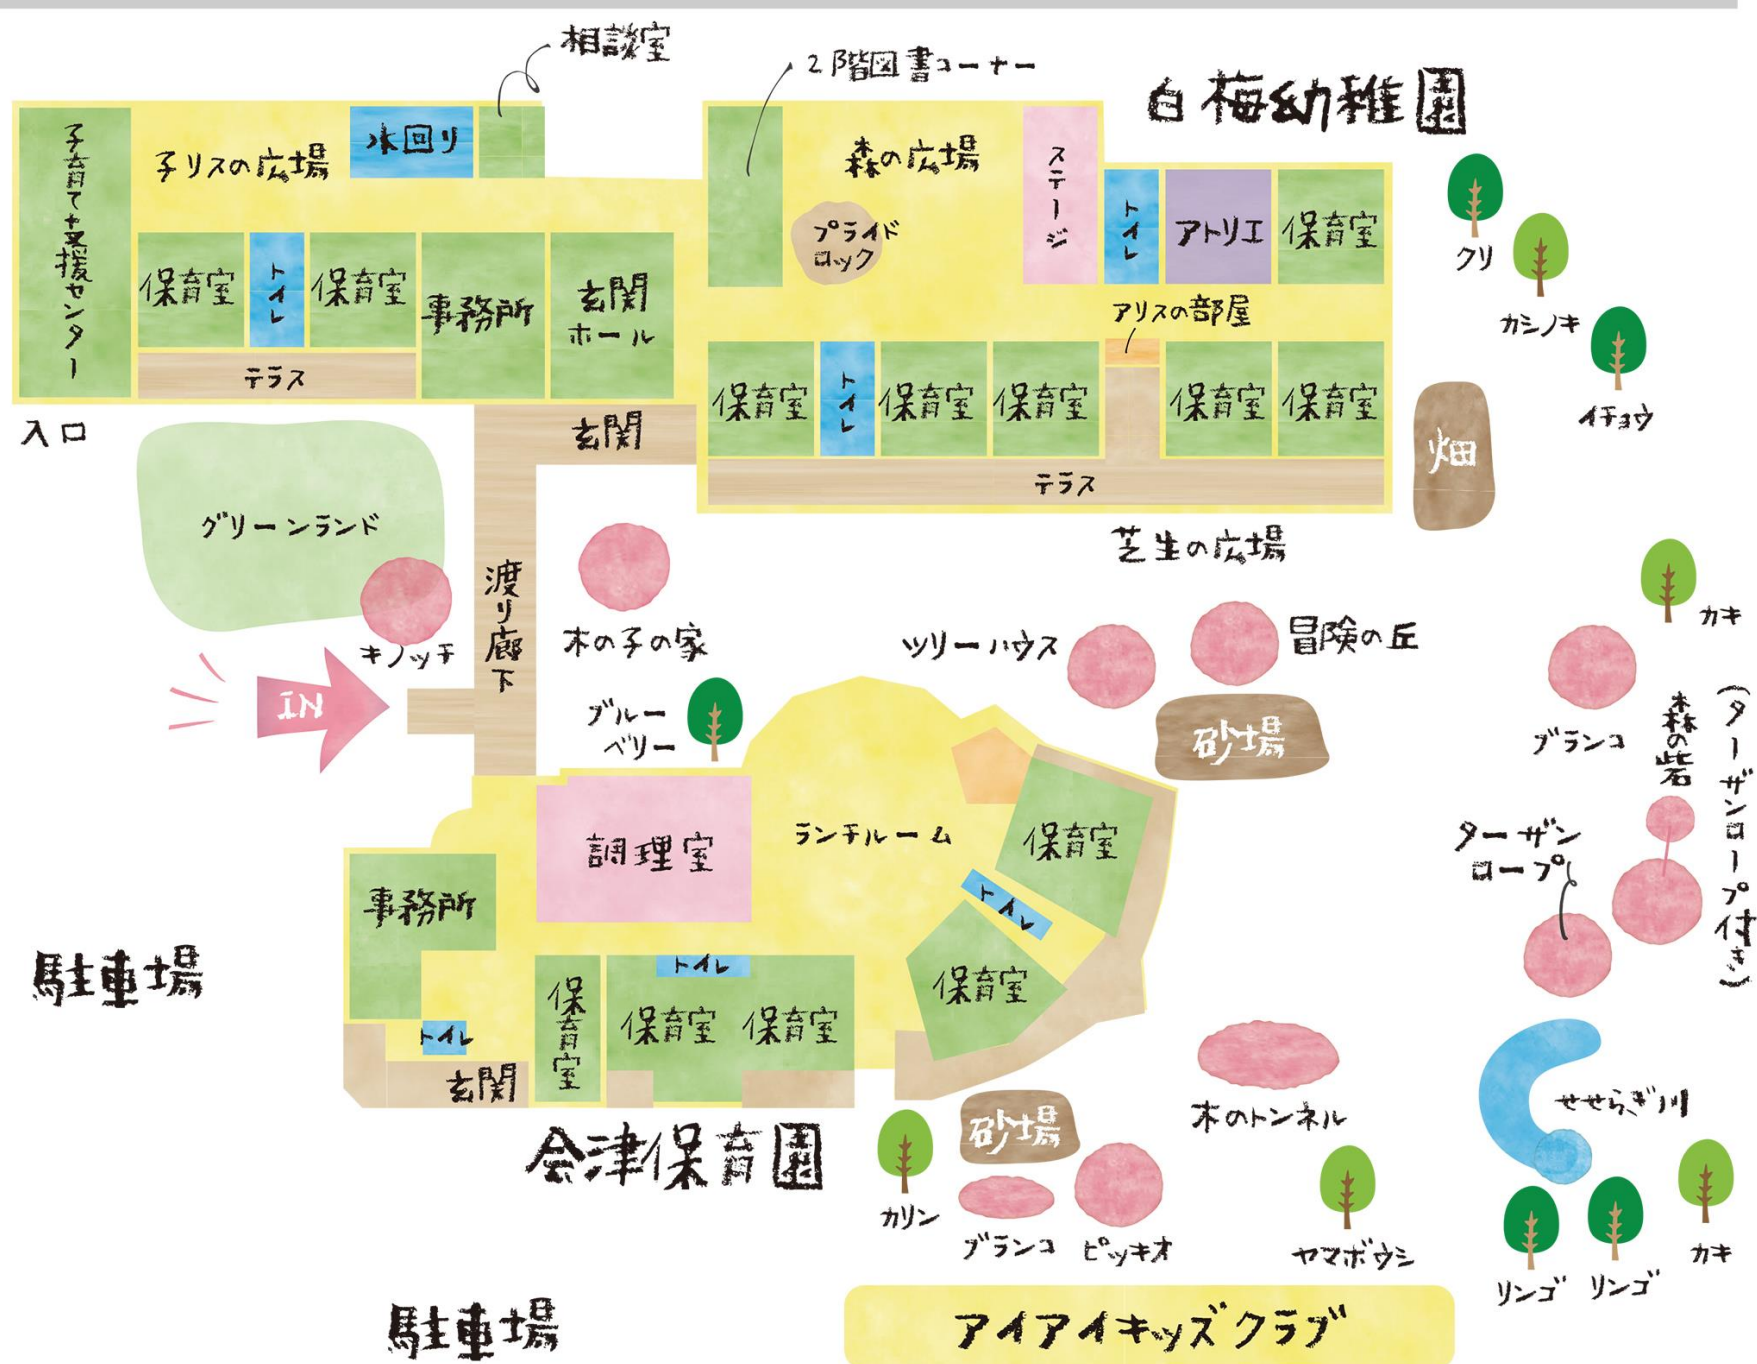 相談室
2階図書コーナー
白梅幼稚園
子育て支援センター
子リスの広場
水回り
森の広場
ステージ
プライド
ロック
トイレ
アトリエ
保育室
クリ
カシノキ
イチョウ
保育室
トイレ
保育室
事務所
玄関
ホール
アリスの部屋
テラス
保育室
トイレ
保育室
保育室
保育室
保育室
入口
玄関
テラス
畑
グリーンランド
芝生の広場
渡り廊下
キノッチ
木の子の家
ツリーハウス
冒険の丘
カキ
IN
ブルー
ベリー
砂場
ブランコ
森の砦
(ターザンロープ付き)
調理室
ランチルーム
保育室
ターザン
ロープ
事務所
トイレ
保育室
駐車場
トイレ
保育室
保育室
保育室
トイレ
玄関
会津保育園
砂場
木のトンネル
せせらぎ川
カリン
ブランコ
ピッキオ
ヤマボウシ
リンゴ
リンゴ
カキ
駐車場
アイアイキッズクラブ